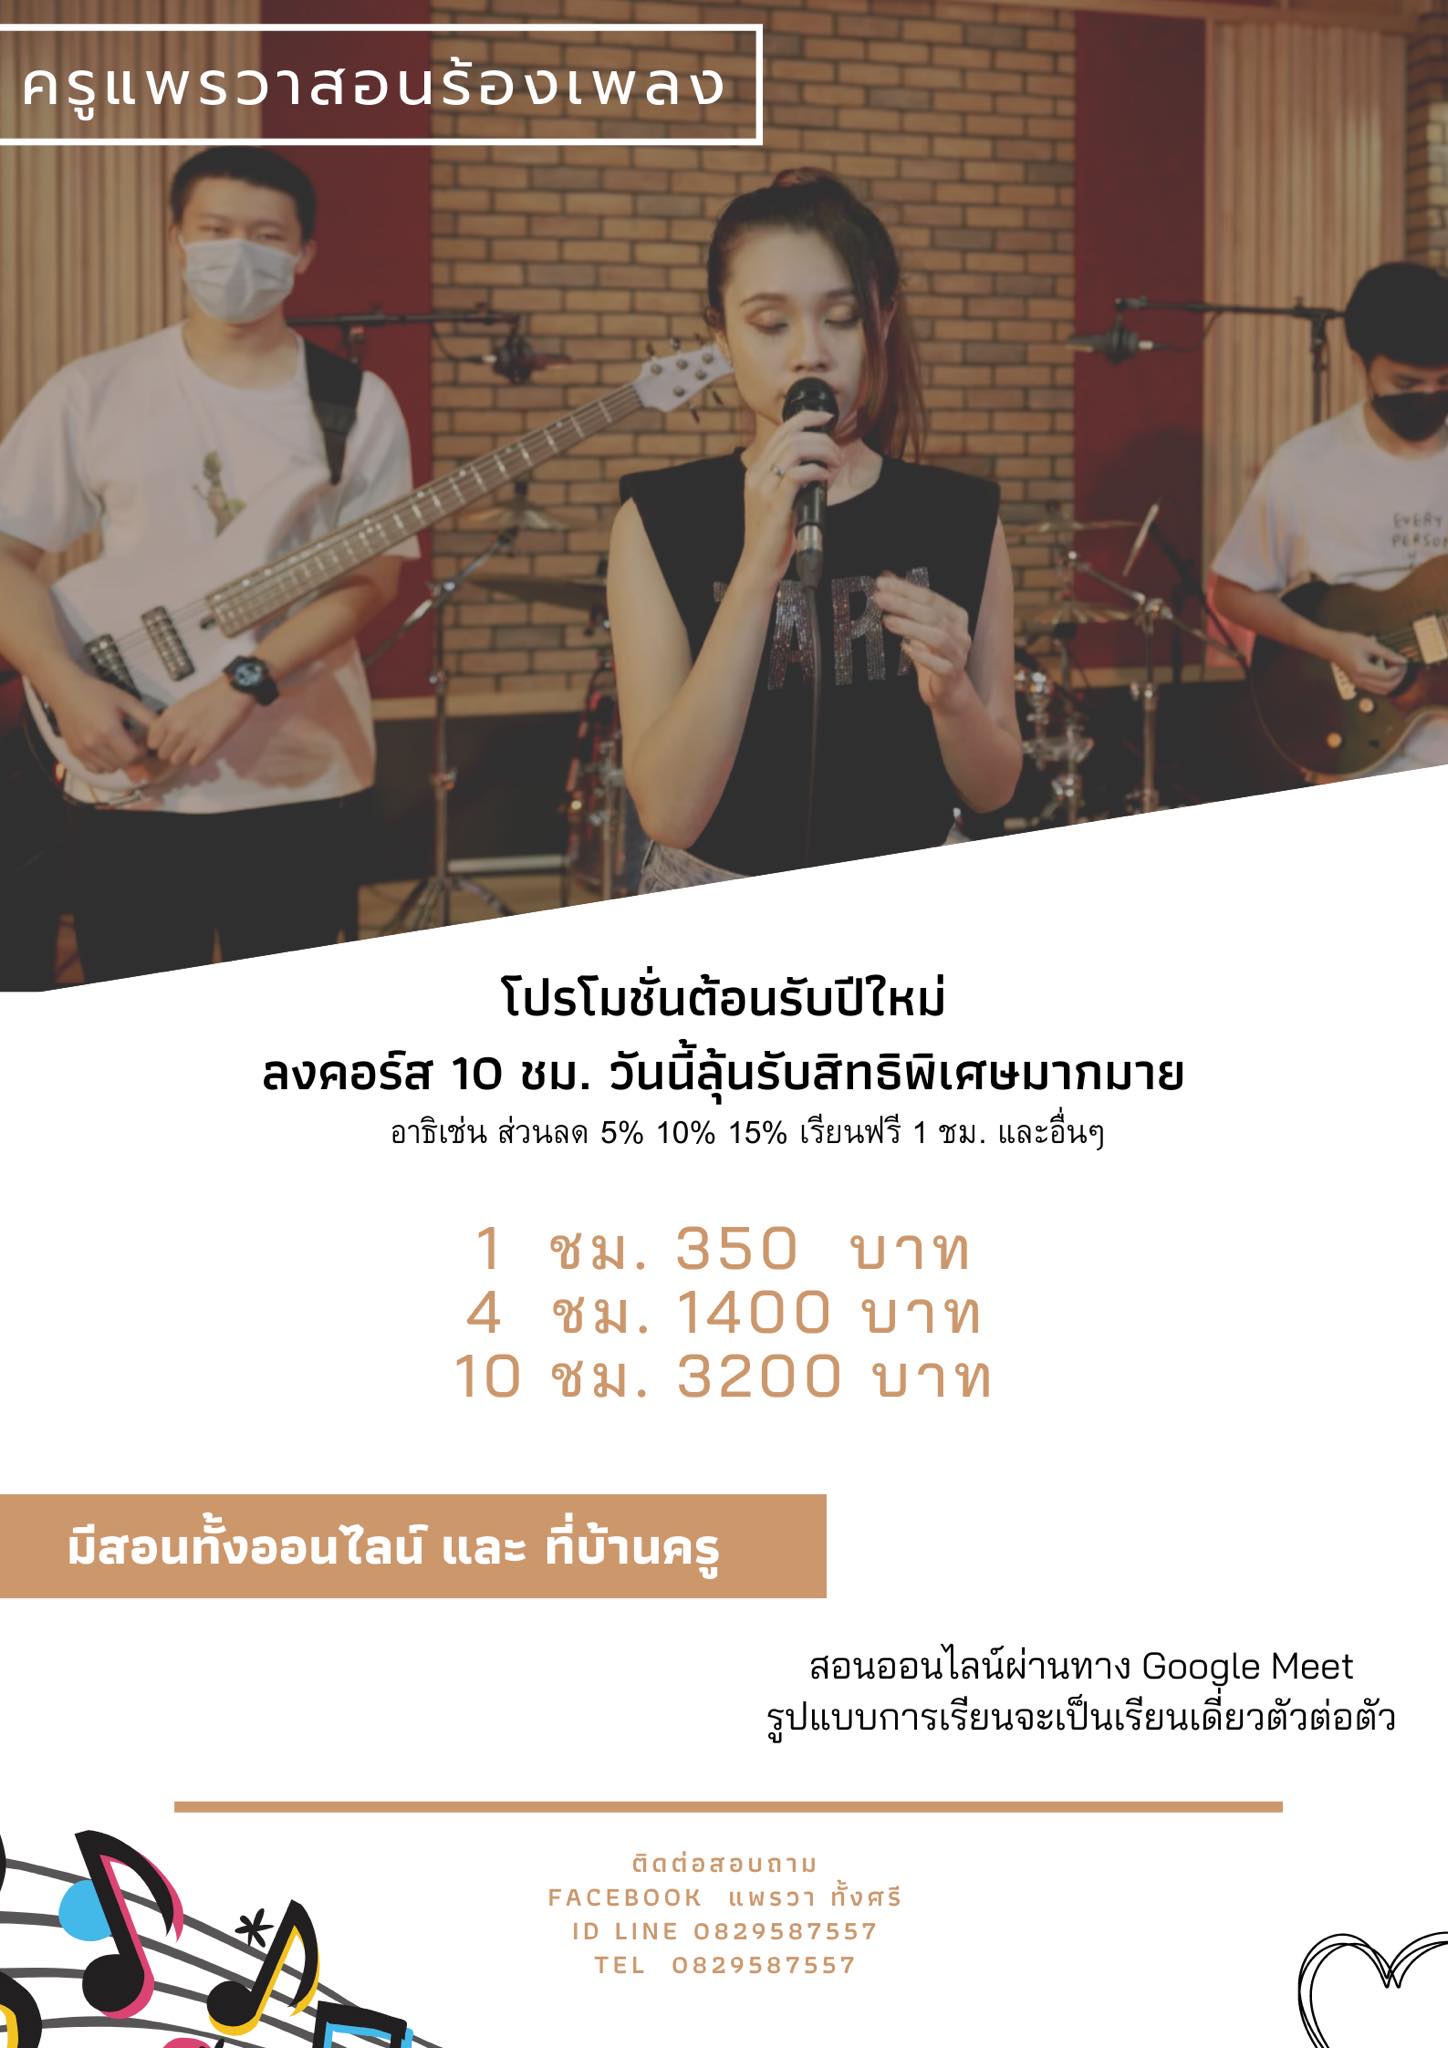 ครูแพรวาสอนร้องเพลง
EVERY
PERSON
โปรโมชั่นต้อนรับปีใหม่
ลงคอร์ส 10 ชม. วันนี้ลุ้นรับสิทธิพิเศษมากมาย
อาธิเช่น ส่วนลด 5% 10% 15% เรียนฟรี 1 ชม. และอื่นๆ
1 ชม. 350 บาท
4 ชม. 1400 บาท
10 ชม. 3200 บาท
มีสอนทั้งออนไลน์ และ ที่บ้านครู
สอนออนไลน์ผ่านทาง Google Meet
รูปแบบการเรียนจะเป็นเรียนเดี่ยวตัวต่อตัว
ติดต่อสอบถาม
FACEBOOK แพรวา ทั้งศรี
ID LINE 0829587557
TEL 0829587557